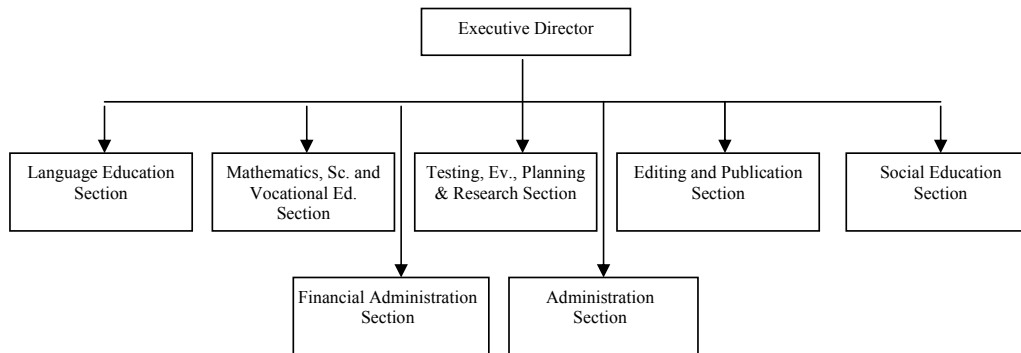 Executive Director
Language Education
Section
Mathematics, Sc. and
Vocational Ed.
Section
Testing, Ev., Planning
& Research Section
Editing and Publication
Section
Social Education
Section
Financial Administration
Section
Administration
Section